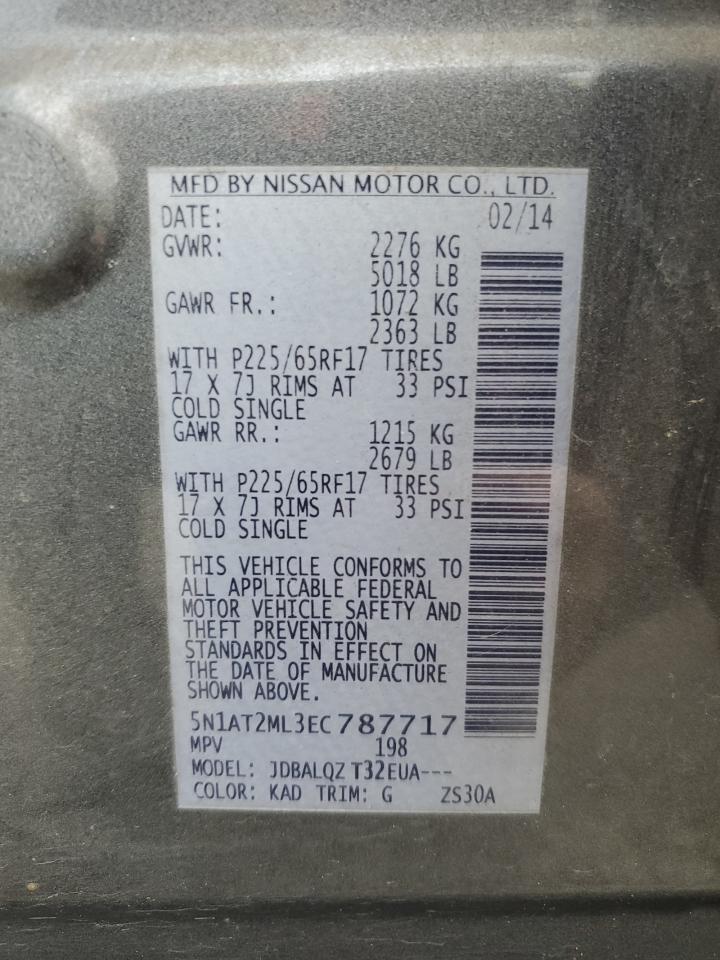 MFD BY NISSAN MOTOR CO., LTD.
DATE: 02/14
GVWR: 2276 KG
5018 LB
GAWR FR.: 1072 KG
2363 LB
WITH P225/65RF17 TIRES
17 X 7J RIMS AT 33 PSI
COLD SINGLE
GAWR RR.: 1215 KG
2679 LB
WITH P225/65RF17 TIRES
17 X 7J RIMS AT 33 PSI
COLD SINGLE
THIS VEHICLE CONFORMS TO
ALL APPLICABLE FEDERAL
MOTOR VEHICLE SAFETY AND
THEFT PREVENTION
STANDARDS IN EFFECT ON
THE DATE OF MANUFACTURE
SHOWN ABOVE.
5N1AT2ML3EC787717
MPV 198
MODEL: JDBALQZ T32EUA---
COLOR: KAD TRIM: G ZS30A